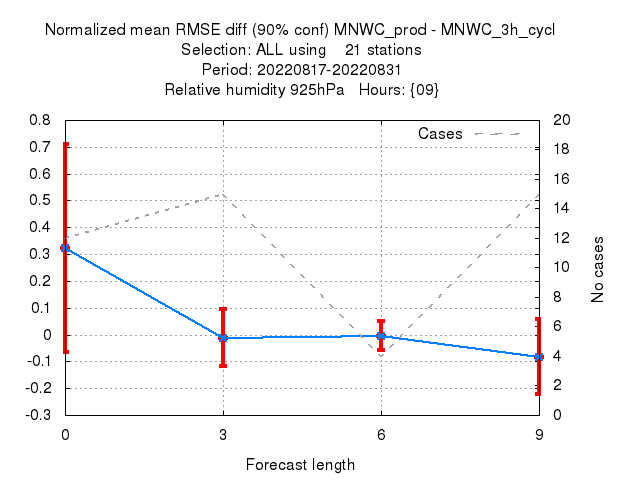 Normalized mean RMSE diff (90% conf) MNWC_prod - MNWC_3h_cycl
Selection: ALL using    21 stations
Period: 20220817-20220831
Relative humidity 925hPa   Hours: {09}
Cases
0.8
0.7
0.6
0.5
0.4
0.3
0.2
0.1
0
-0.1
-0.2
-0.3
20
18
16
14
12
10
8
6
4
2
0
No cases
0 3 6 9
Forecast length